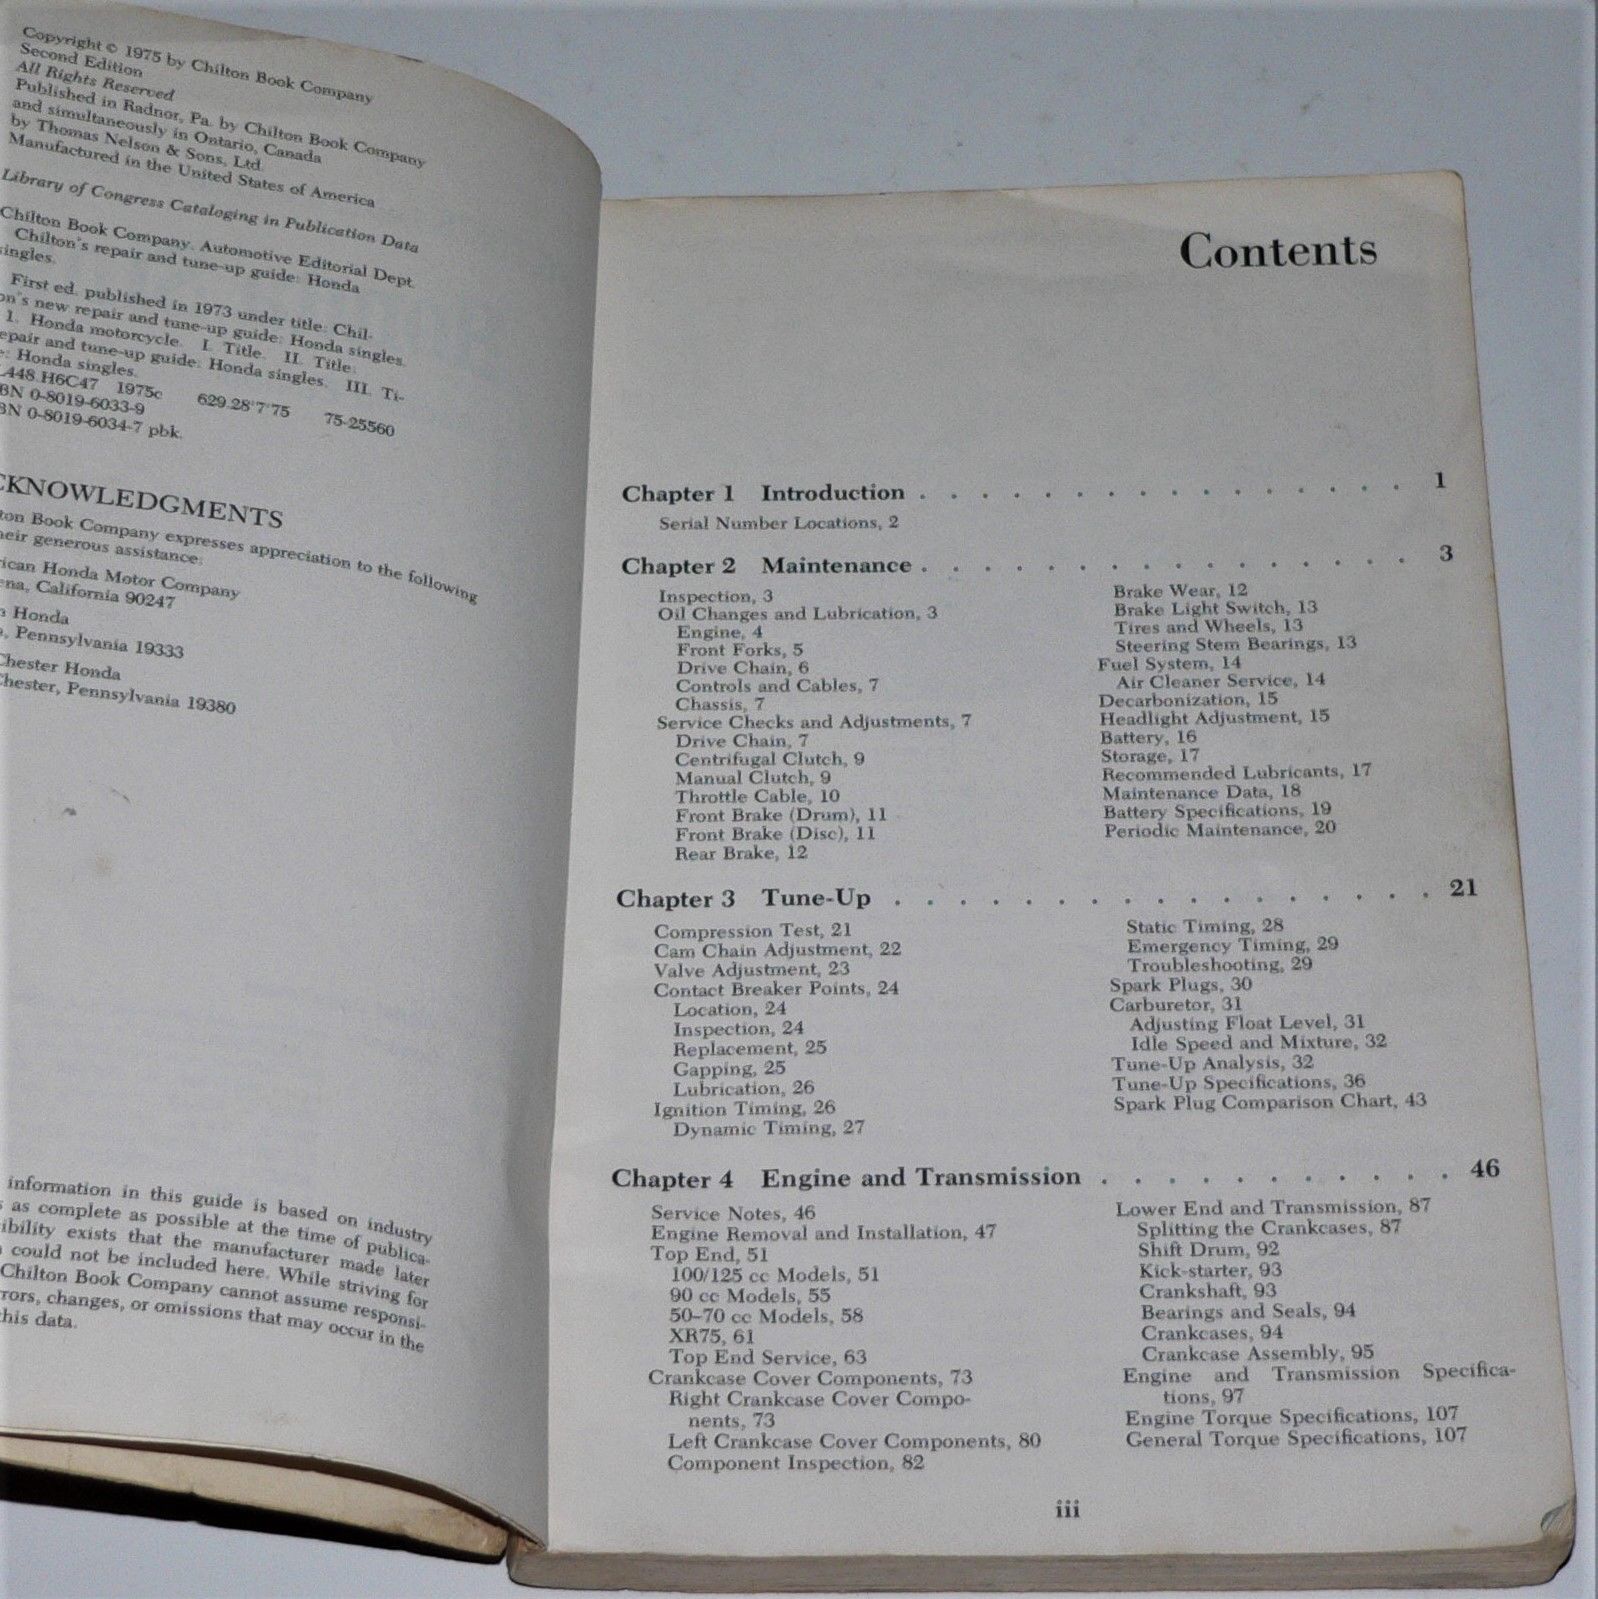 Copyright © 1975 by Chilton Book Company
Second Edition
All Rights Reserved
Published in Radnor, Pa. by Chilton Book Company
and simultaneously in Ontario, Canada
by Thomas Nelson & Sons, Ltd.
Manufactured in the United States of America
Library of Congress Cataloging in Publication Data
Chilton Book Company. Automotive Editorial Dept.
Chilton's repair and tune-up guide: Honda
singles.
First ed. published in 1973 under title: Chil-
on's new repair and tune-up guide: Honda singles.
1. Honda motorcycle. I. Title. II. Title:
epair and tune-up guide: Honda singles. III. Ti-
e: Honda singles.
L448.H6C47 1975c 629.28'7'75 75-25560
BN 0-8019-6033-9
BN 0-8019-6034-7 pbk.
CKNOWLEDGMENTS
ton Book Company expresses appreciation to the following
heir generous assistance:
rican Honda Motor Company
ena, California 90247
n Honda
, Pennsylvania 19333
Chester Honda
Chester, Pennsylvania 19380
information in this guide is based on industry
s as complete as possible at the time of publica-
ibility exists that the manufacturer made later
could not be included here. While striving for
Chilton Book Company cannot assume responsi-
rors, changes, or omissions that may occur in the
this data.
Contents
Chapter 1 Introduction . . . . . . . . . . . . . . . . 1
Serial Number Locations, 2
Chapter 2 Maintenance . . . . . . . . . . . . . . . . 3
Inspection, 3
Oil Changes and Lubrication, 3
Engine, 4
Front Forks, 5
Drive Chain, 6
Controls and Cables, 7
Chassis, 7
Service Checks and Adjustments, 7
Drive Chain, 7
Centrifugal Clutch, 9
Manual Clutch, 9
Throttle Cable, 10
Front Brake (Drum), 11
Front Brake (Disc), 11
Rear Brake, 12
Brake Wear, 12
Brake Light Switch, 13
Tires and Wheels, 13
Steering Stem Bearings, 13
Fuel System, 14
Air Cleaner Service, 14
Decarbonization, 15
Headlight Adjustment, 15
Battery, 16
Storage, 17
Recommended Lubricants, 17
Maintenance Data, 18
Battery Specifications, 19
Periodic Maintenance, 20
Chapter 3 Tune-Up . . . . . . . . . . . . . . . . . 21
Compression Test, 21
Cam Chain Adjustment, 22
Valve Adjustment, 23
Contact Breaker Points, 24
Location, 24
Inspection, 24
Replacement, 25
Gapping, 25
Lubrication, 26
Ignition Timing, 26
Dynamic Timing, 27
Static Timing, 28
Emergency Timing, 29
Troubleshooting, 29
Spark Plugs, 30
Carburetor, 31
Adjusting Float Level, 31
Idle Speed and Mixture, 32
Tune-Up Analysis, 32
Tune-Up Specifications, 36
Spark Plug Comparison Chart, 43
Chapter 4 Engine and Transmission . . . . . . . . . . . 46
Service Notes, 46
Engine Removal and Installation, 47
Top End, 51
100/125 cc Models, 51
90 cc Models, 55
50–70 cc Models, 58
XR75, 61
Top End Service, 63
Crankcase Cover Components, 73
Right Crankcase Cover Compo-
nents, 73
Left Crankcase Cover Components, 80
Component Inspection, 82
Lower End and Transmission, 87
Splitting the Crankcases, 87
Shift Drum, 92
Kick-starter, 93
Crankshaft, 93
Bearings and Seals, 94
Crankcases, 94
Crankcase Assembly, 95
Engine and Transmission Specifica-
tions, 97
Engine Torque Specifications, 107
General Torque Specifications, 107
iii